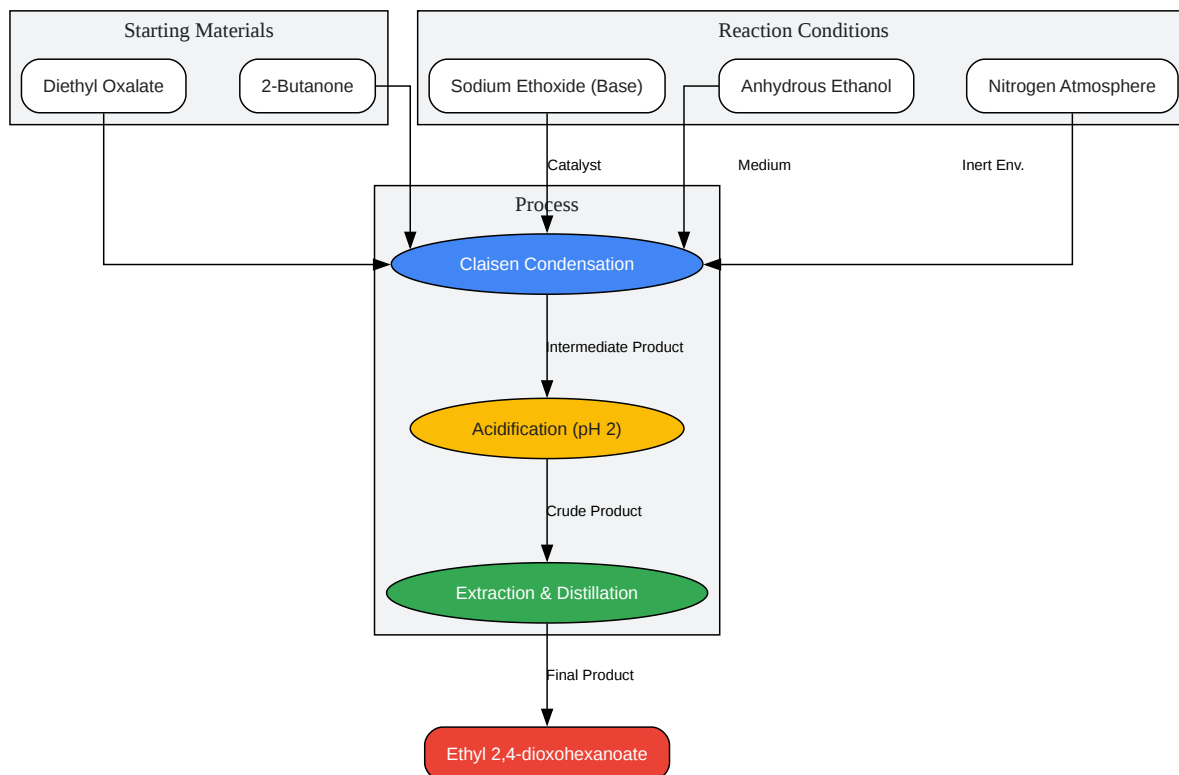 Starting Materials
Reaction Conditions
Diethyl Oxalate
2-Butanone
Sodium Ethoxide (Base)
Anhydrous Ethanol
Nitrogen Atmosphere
Catalyst
Medium
Inert Env.
Process
Claisen Condensation
Intermediate Product
Acidification (pH 2)
Crude Product
Extraction & Distillation
Final Product
Ethyl 2,4-dioxohexanoate